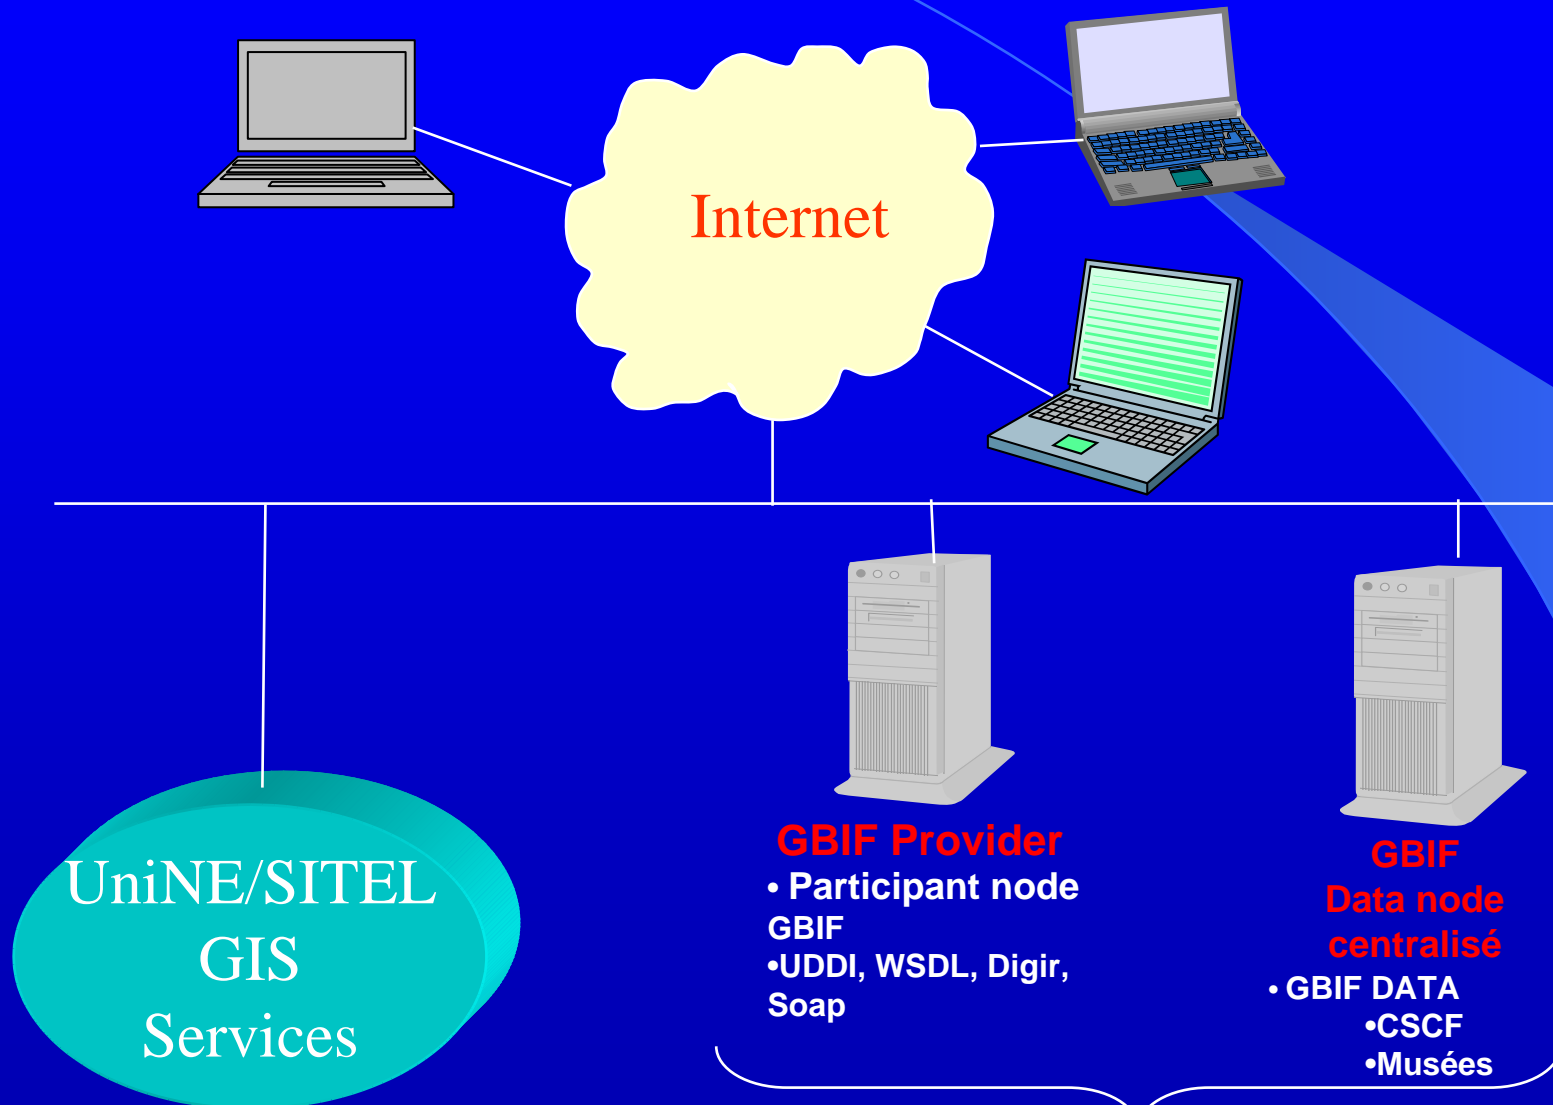 Internet
UniNE/SITEL
GIS
Services
GBIF Provider
• Participant node
GBIF
•UDDI, WSDL, Digir,
Soap
GBIF
Data node
centralisé
• GBIF DATA
•CSCF
•Musées